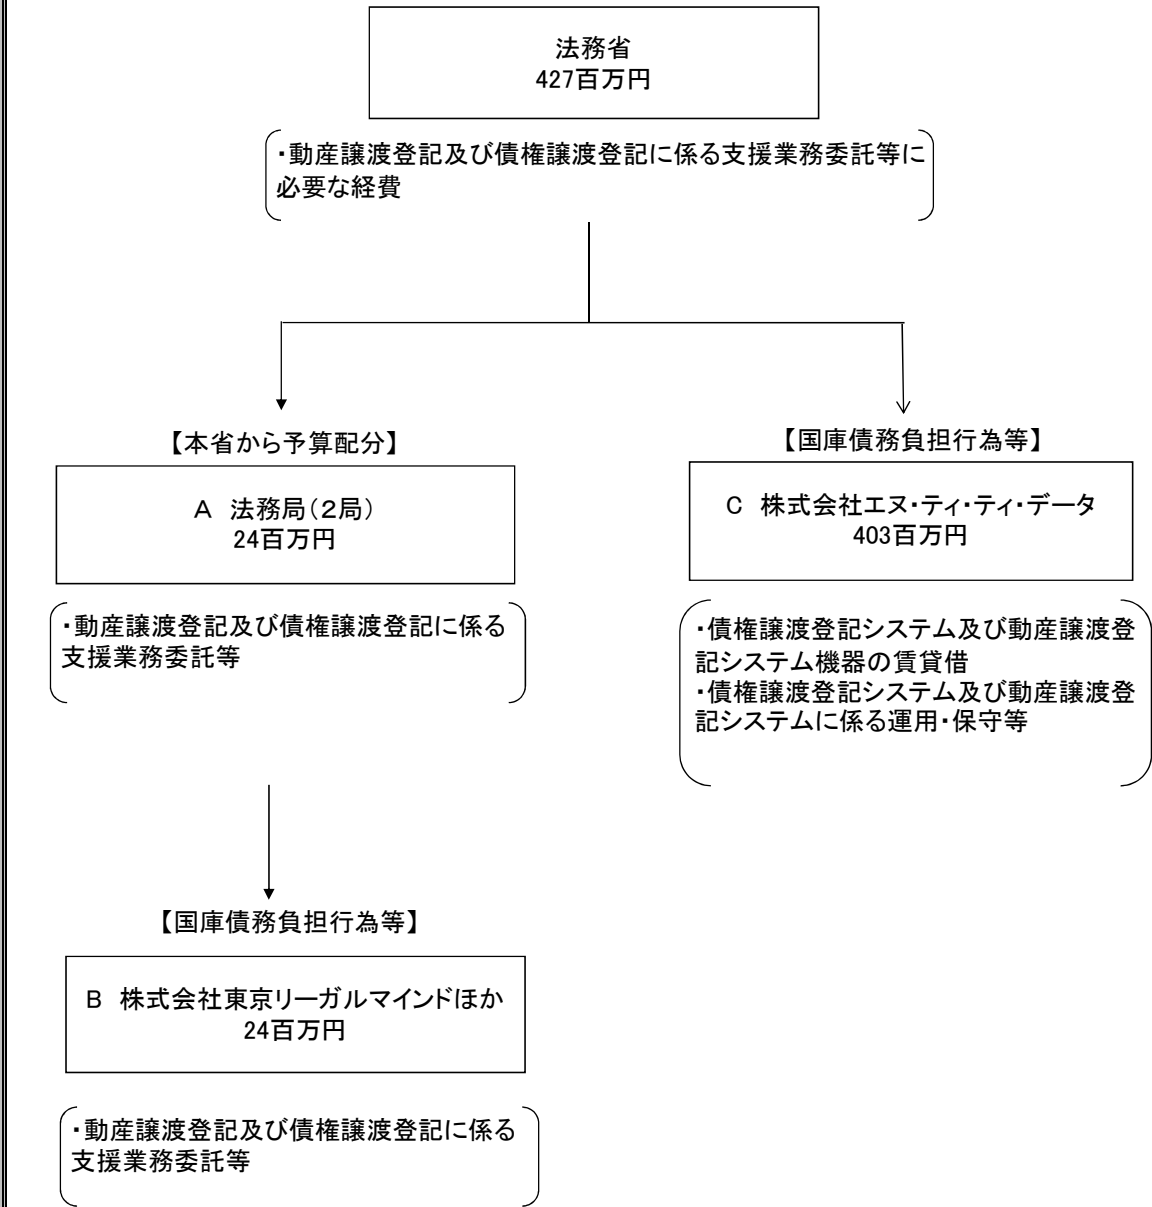 法務省
427百万円
・動産譲渡登記及び債権譲渡登記に係る支援業務委託等に
必要な経費
【本省から予算配分】
A 法務局(2局)
24百万円
・動産譲渡登記及び債権譲渡登記に係る
支援業務委託等
【国庫債務負担行為等】
C 株式会社エヌ・ティ・ティ・データ
403百万円
・債権譲渡登記システム及び動産譲渡登
記システム機器の賃貸借
・債権譲渡登記システム及び動産譲渡登
記システムに係る運用・保守等
【国庫債務負担行為等】
B 株式会社東京リーガルマインドほか
24百万円
・動産譲渡登記及び債権譲渡登記に係る
支援業務委託等